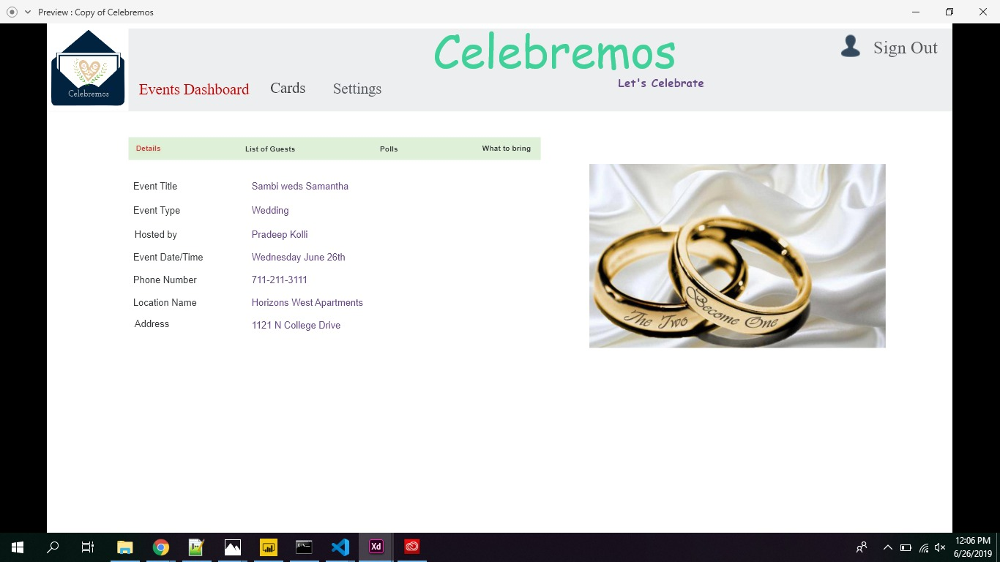 Preview : Copy of Celebremos
Celebremos
Sign Out
Let's Celebrate
Celebremos
Events Dashboard Cards Settings
Details List of Guests Polls What to bring
Event Title Sambi weds Samantha
Event Type Wedding
Hosted by Pradeep Kolli
Event Date/Time Wednesday June 26th
Phone Number 711-211-3111
Location Name Horizons West Apartments
Address 1121 N College Drive
The Two Become One
Xd
12:06 PM
6/26/2019